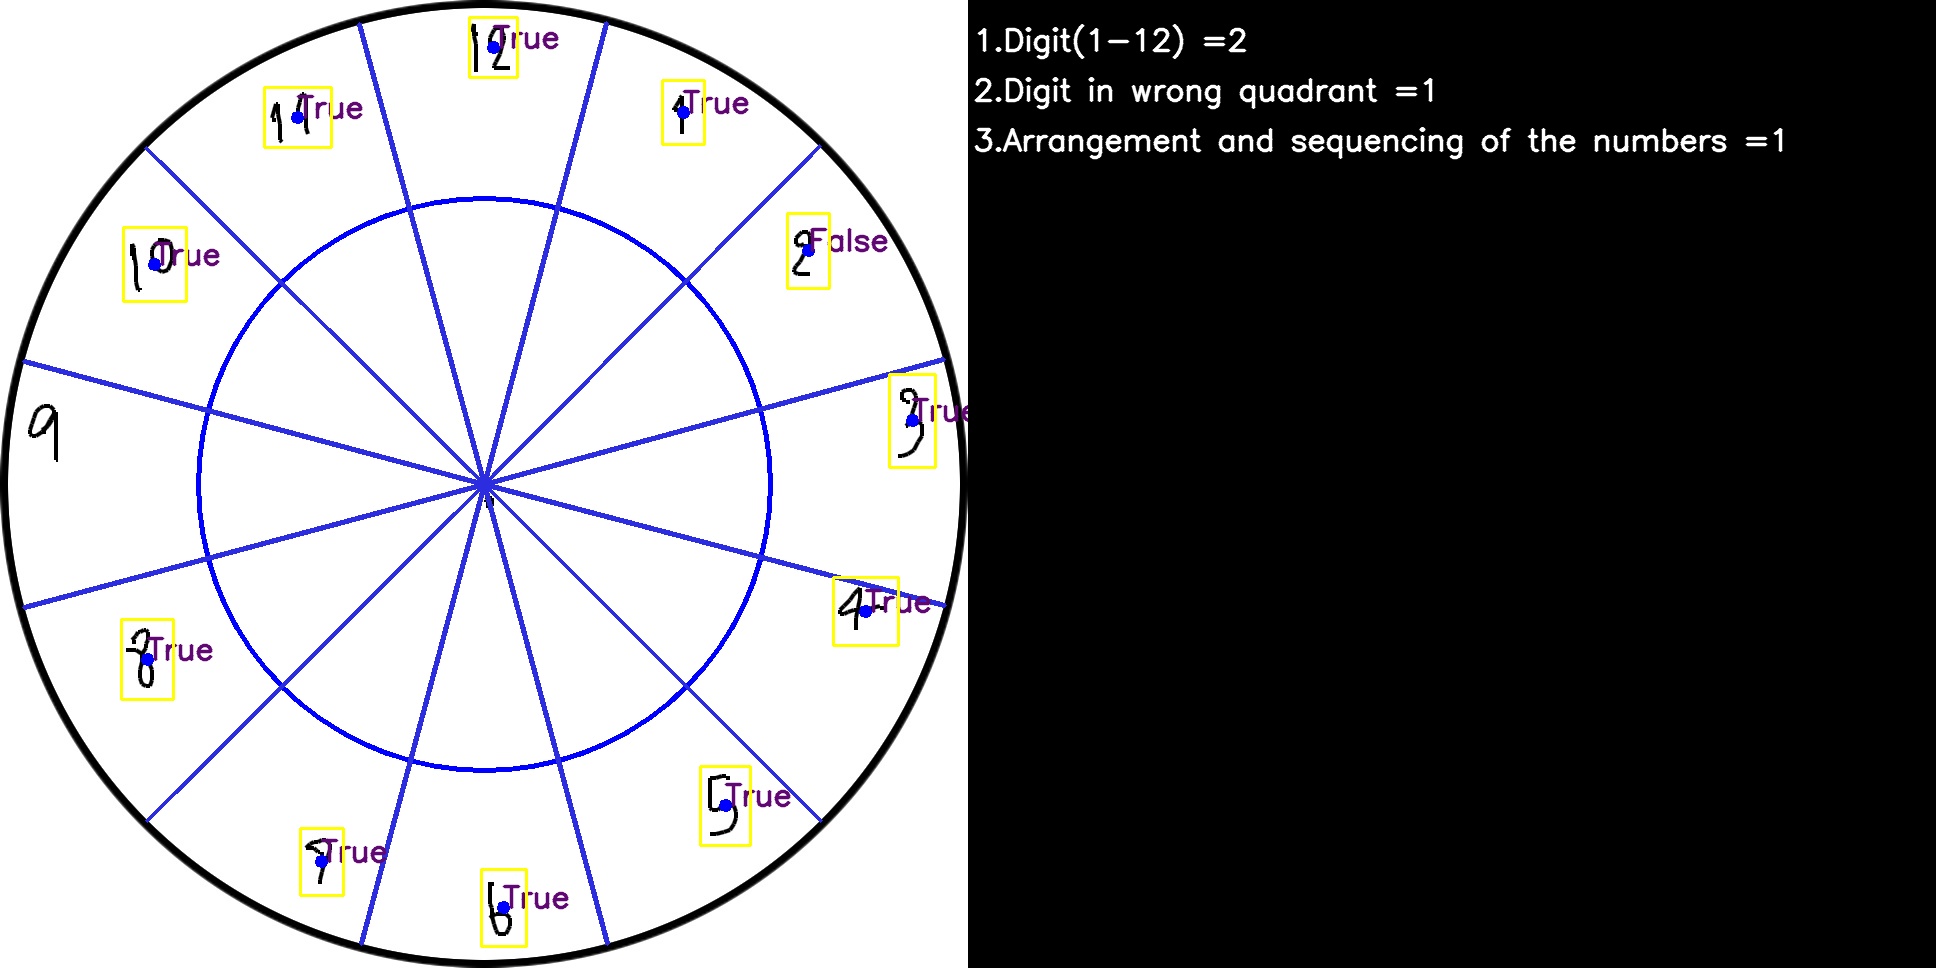 12 True
11 True
1 True
10 True
2 False
9
3 True
4 True
8 True
5 True
7 True
6 True
1.Digit(1-12) =2
2.Digit in wrong quadrant =1
3.Arrangement and sequencing of the numbers =1